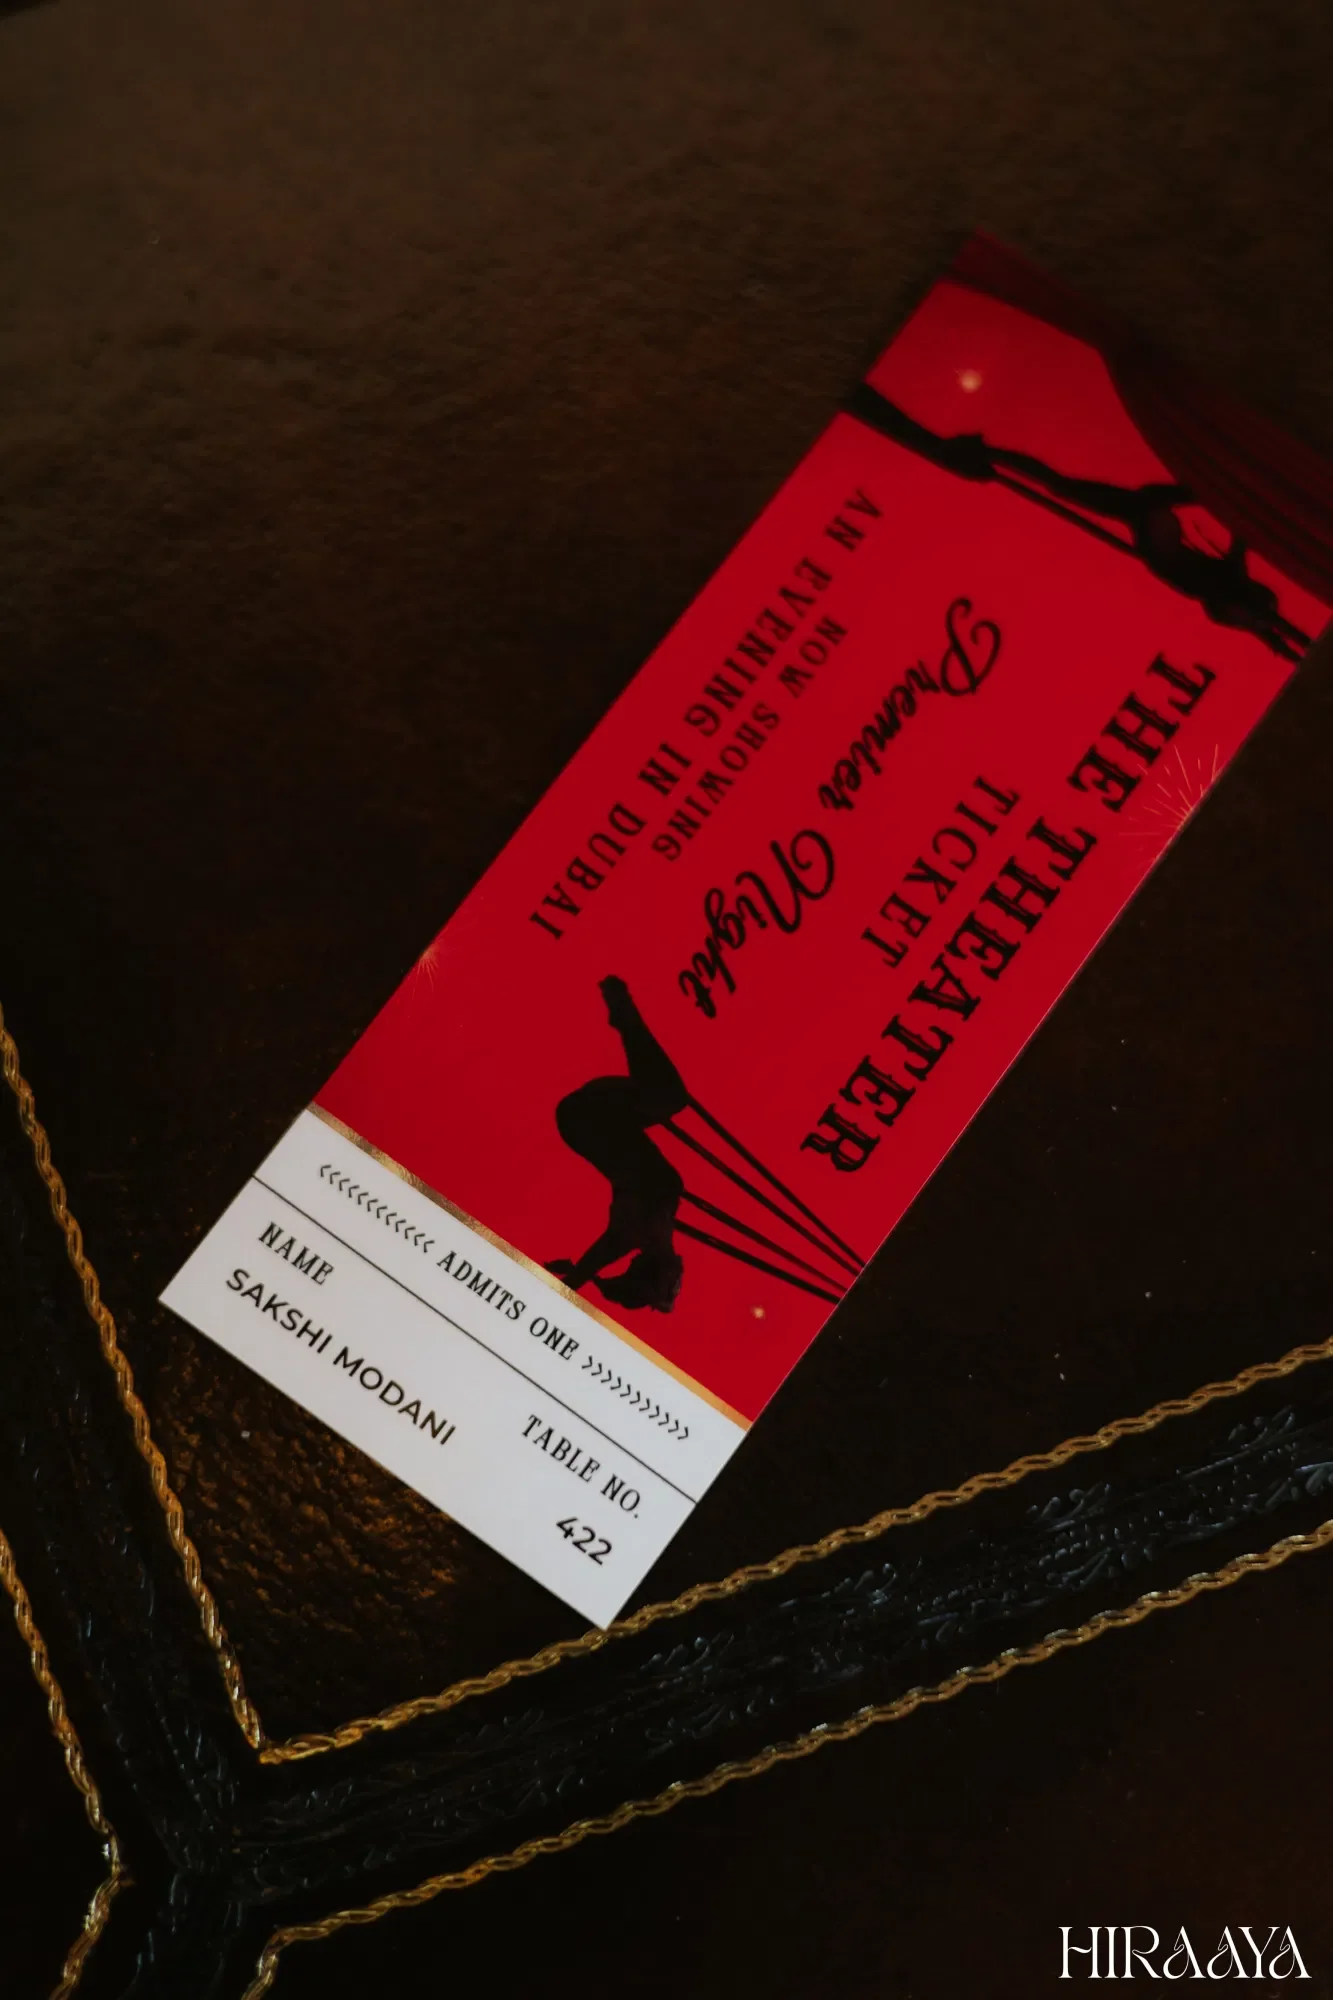 THE THEATER
TICKET
Premier Night
NOW SHOWING
AN EVENING IN DUBAI
<<<<<<<<<<< ADMITS ONE >>>>>>>>>>>
NAME
SAKSHI MODANI
TABLE NO.
422
HIRAAYA